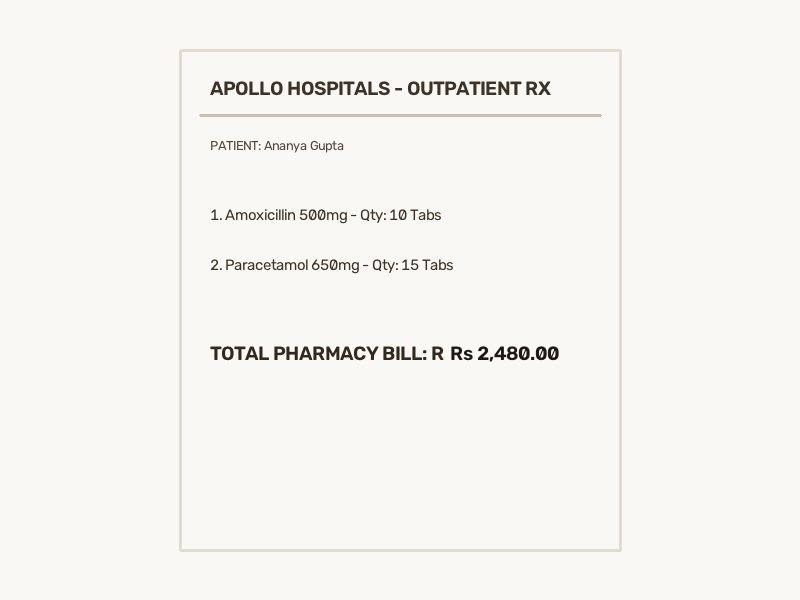 APOLLO HOSPITALS - OUTPATIENT RX
PATIENT: Ananya Gupta
1. Amoxicillin 500mg - Qty: 10 Tabs
2. Paracetamol 650mg - Qty: 15 Tabs
TOTAL PHARMACY BILL: R Rs 2,480.00